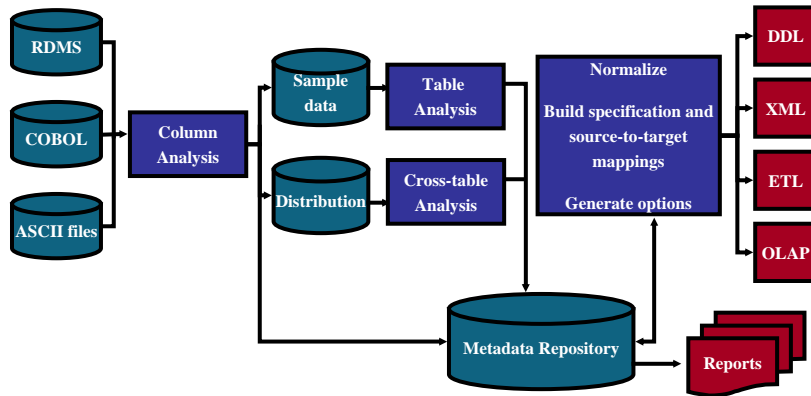 RDMS
COBOL
ASCII files
Column
Analysis
Sample
data
Distribution
Table
Analysis
Cross-table
Analysis
Normalize
Build specification and
source-to-target
mappings
Generate options
DDL
XML
ETL
OLAP
Metadata Repository
Reports